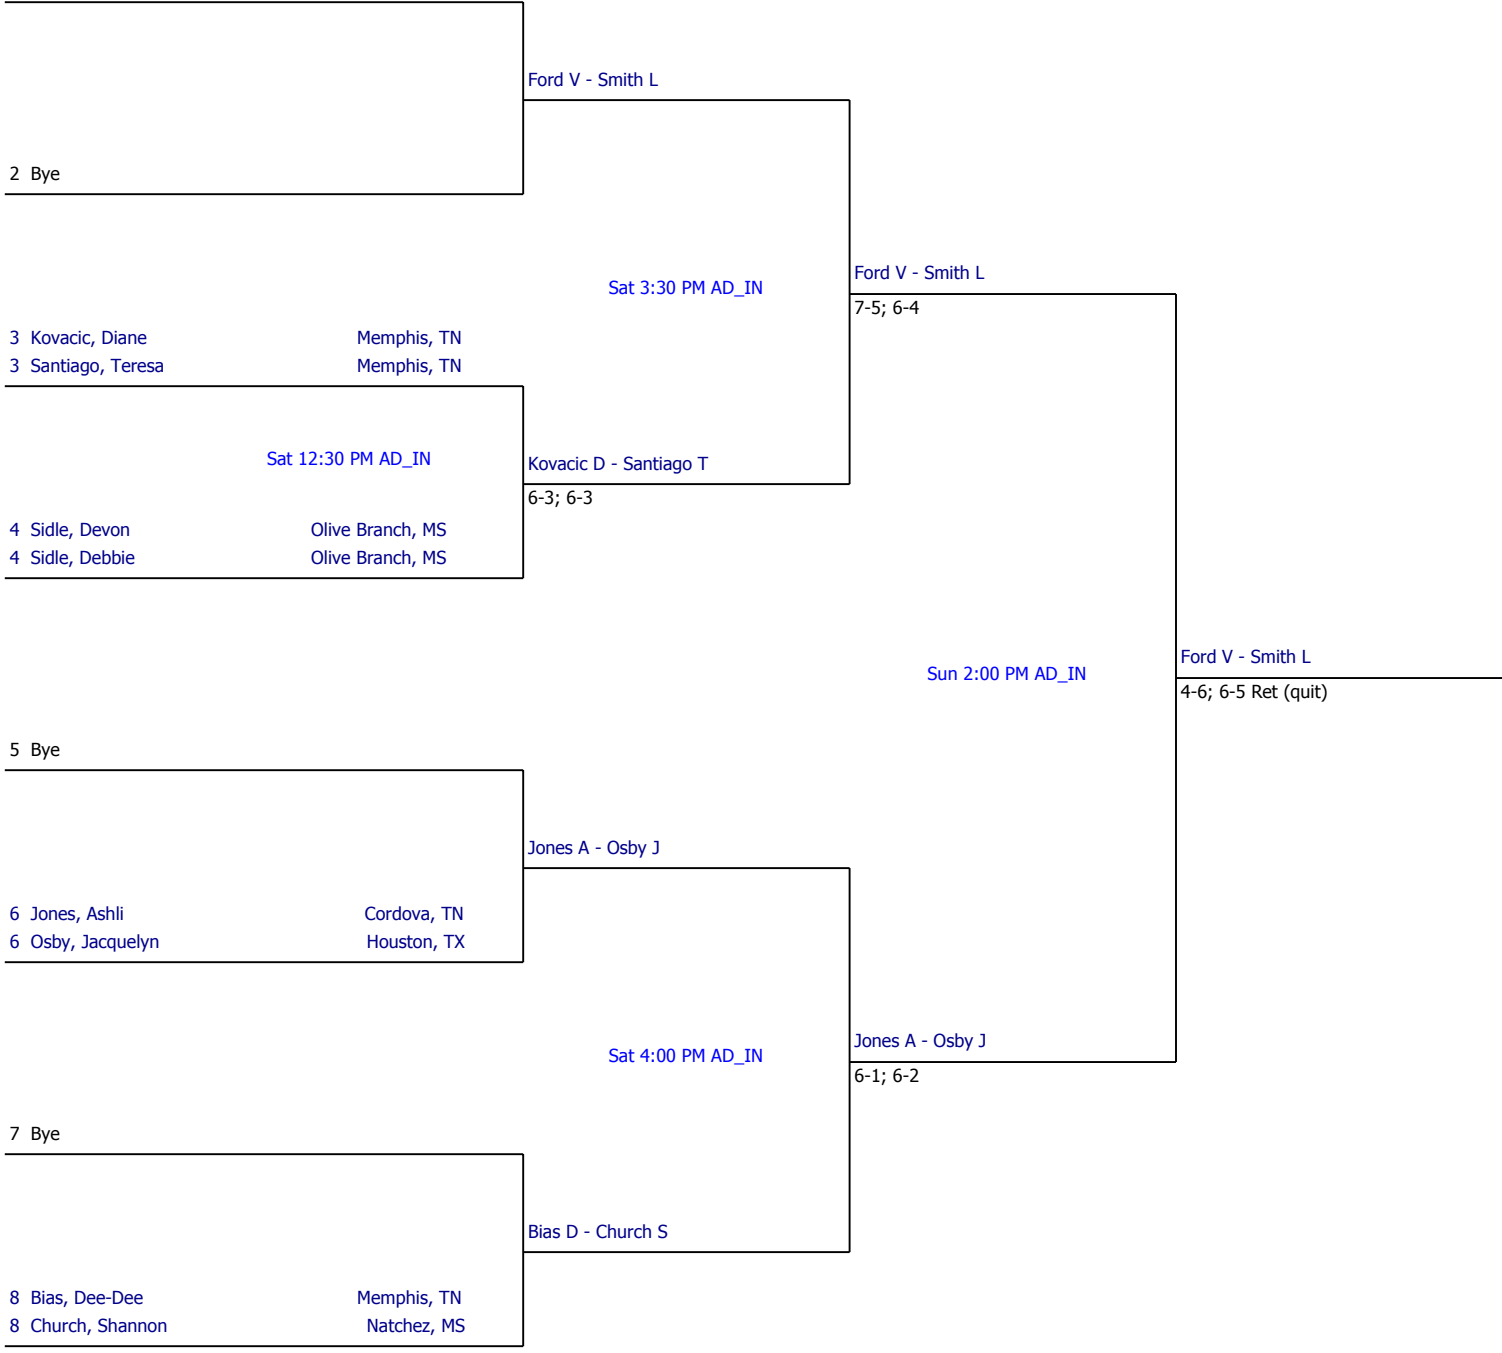 Ford V - Smith L
2 Bye
Sat 3:30 PM AD_IN
Ford V - Smith L
7-5; 6-4
3 Kovacic, Diane Memphis, TN
3 Santiago, Teresa Memphis, TN
Sat 12:30 PM AD_IN
Kovacic D - Santiago T
6-3; 6-3
4 Sidle, Devon Olive Branch, MS
4 Sidle, Debbie Olive Branch, MS
Sun 2:00 PM AD_IN
Ford V - Smith L
4-6; 6-5 Ret (quit)
5 Bye
Jones A - Osby J
6 Jones, Ashli Cordova, TN
6 Osby, Jacquelyn Houston, TX
Sat 4:00 PM AD_IN
Jones A - Osby J
6-1; 6-2
7 Bye
Bias D - Church S
8 Bias, Dee-Dee Memphis, TN
8 Church, Shannon Natchez, MS